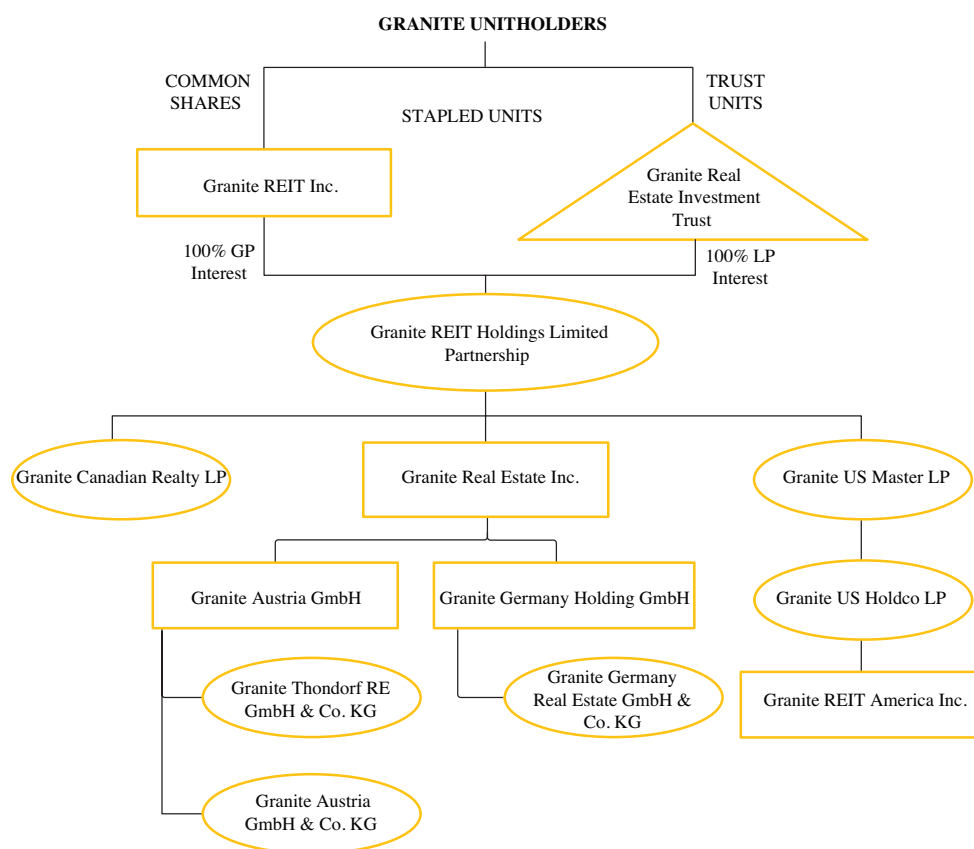 GRANITE UNITHOLDERS
COMMON
SHARES
TRUST
UNITS
STAPLED UNITS
Granite REIT Inc.
Granite Real
Estate Investment
Trust
100% GP
Interest
100% LP
Interest
Granite REIT Holdings Limited
Partnership
Granite Canadian Realty LP
Granite Real Estate Inc.
Granite US Master LP
Granite Austria GmbH
Granite Germany Holding GmbH
Granite US Holdco LP
Granite Thondorf RE
GmbH & Co. KG
Granite Germany
Real Estate GmbH &
Co. KG
Granite REIT America Inc.
Granite Austria
GmbH & Co. KG